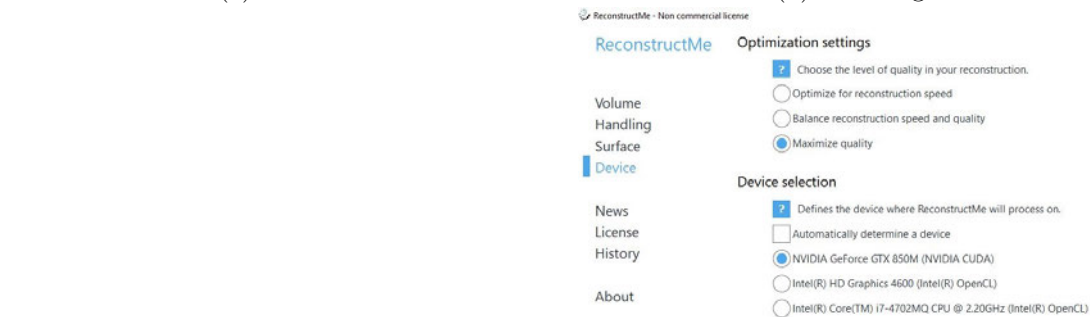 ReconstructMe - Non commercial license
ReconstructMe
Volume
Handling
Surface
Device
News
License
History
About
Optimization settings
? Choose the level of quality in your reconstruction.
Optimize for reconstruction speed
Balance reconstruction speed and quality
Maximize quality
Device selection
? Defines the device where ReconstructMe will process on.
Automatically determine a device
NVIDIA GeForce GTX 850M (NVIDIA CUDA)
Intel(R) HD Graphics 4600 (Intel(R) OpenCL)
Intel(R) Core(TM) i7-4702MQ CPU @ 2.20GHz (Intel(R) OpenCL)